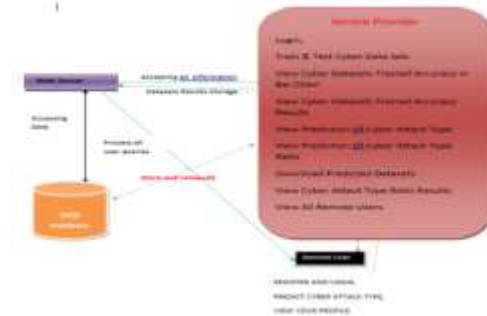 Service Provider
Login,
Train & Test Cyber Data Sets
View Cyber Datasets Trained Accuracy in
Bar Chart
View Cyber Datasets Trained Accuracy
Results
View Prediction Of Cyber Attack Type
View Prediction Of Cyber Attack Type
Ratio
Download Predicted Datasets
View Cyber Attack Type Ratio Results
View All Remote Users
Web Server
Accepting all information
Datasets Results Storage
Accessing
Data
Process all
user queries
Store and retrievals
WEB
Database
Remote User
REGISTER AND LOGIN,
PREDICT CYBER ATTACK TYPE,
VIEW YOUR PROFILE.